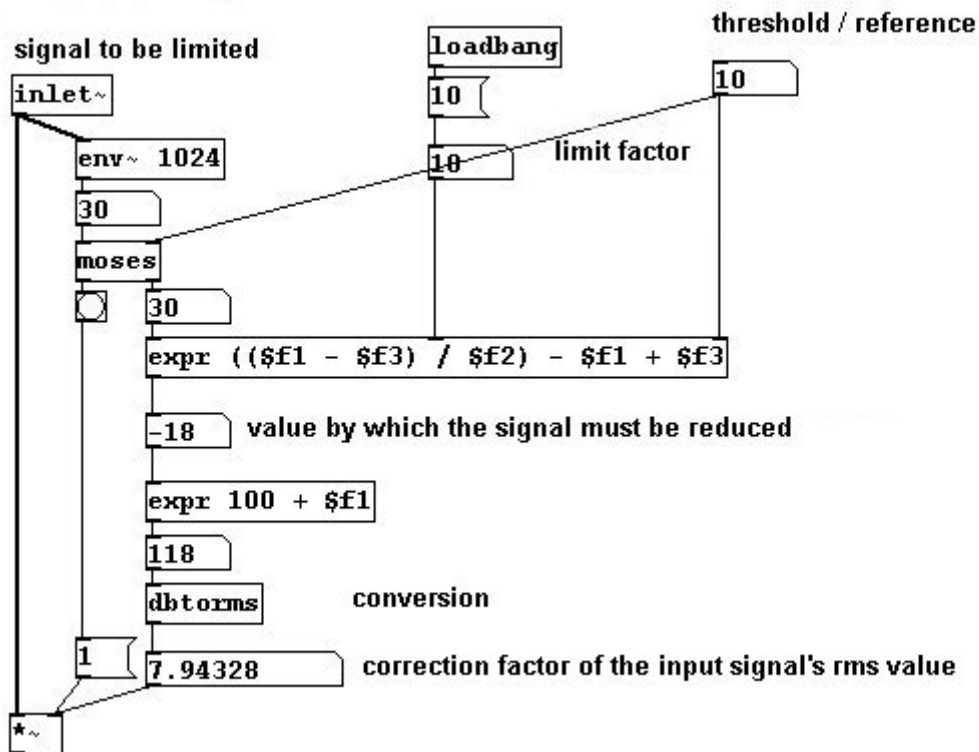 threshold / reference
signal to be limited
loadbang
inlet~
10
10
env~ 1024
10
limit factor
30
moses
30
expr (($f1 - $f3) / $f2) - $f1 + $f3
-18
value by which the signal must be reduced
expr 100 + $f1
118
dbtorms
conversion
1
7.94328
correction factor of the input signal's rms value
*~